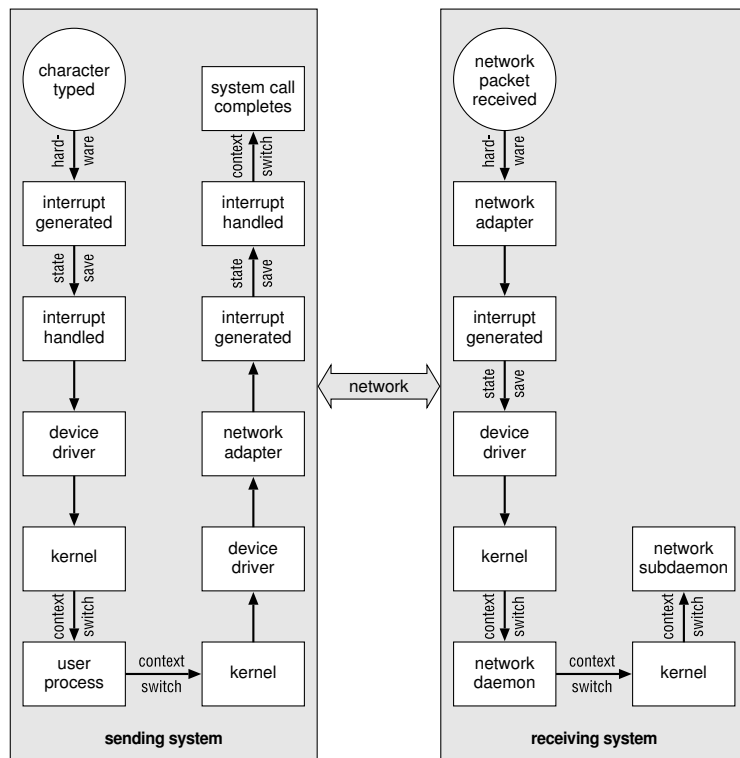 character
typed
hard-
ware
interrupt
generated
state
save
interrupt
handled
device
driver
kernel
context
switch
user
process
context
switch
kernel
device
driver
network
adapter
interrupt
generated
state
save
interrupt
handled
context
switch
system call
completes
sending system
network
network
packet
received
hard-
ware
network
adapter
interrupt
generated
state
save
device
driver
kernel
context
switch
network
daemon
context
switch
kernel
context
switch
network
subdaemon
receiving system